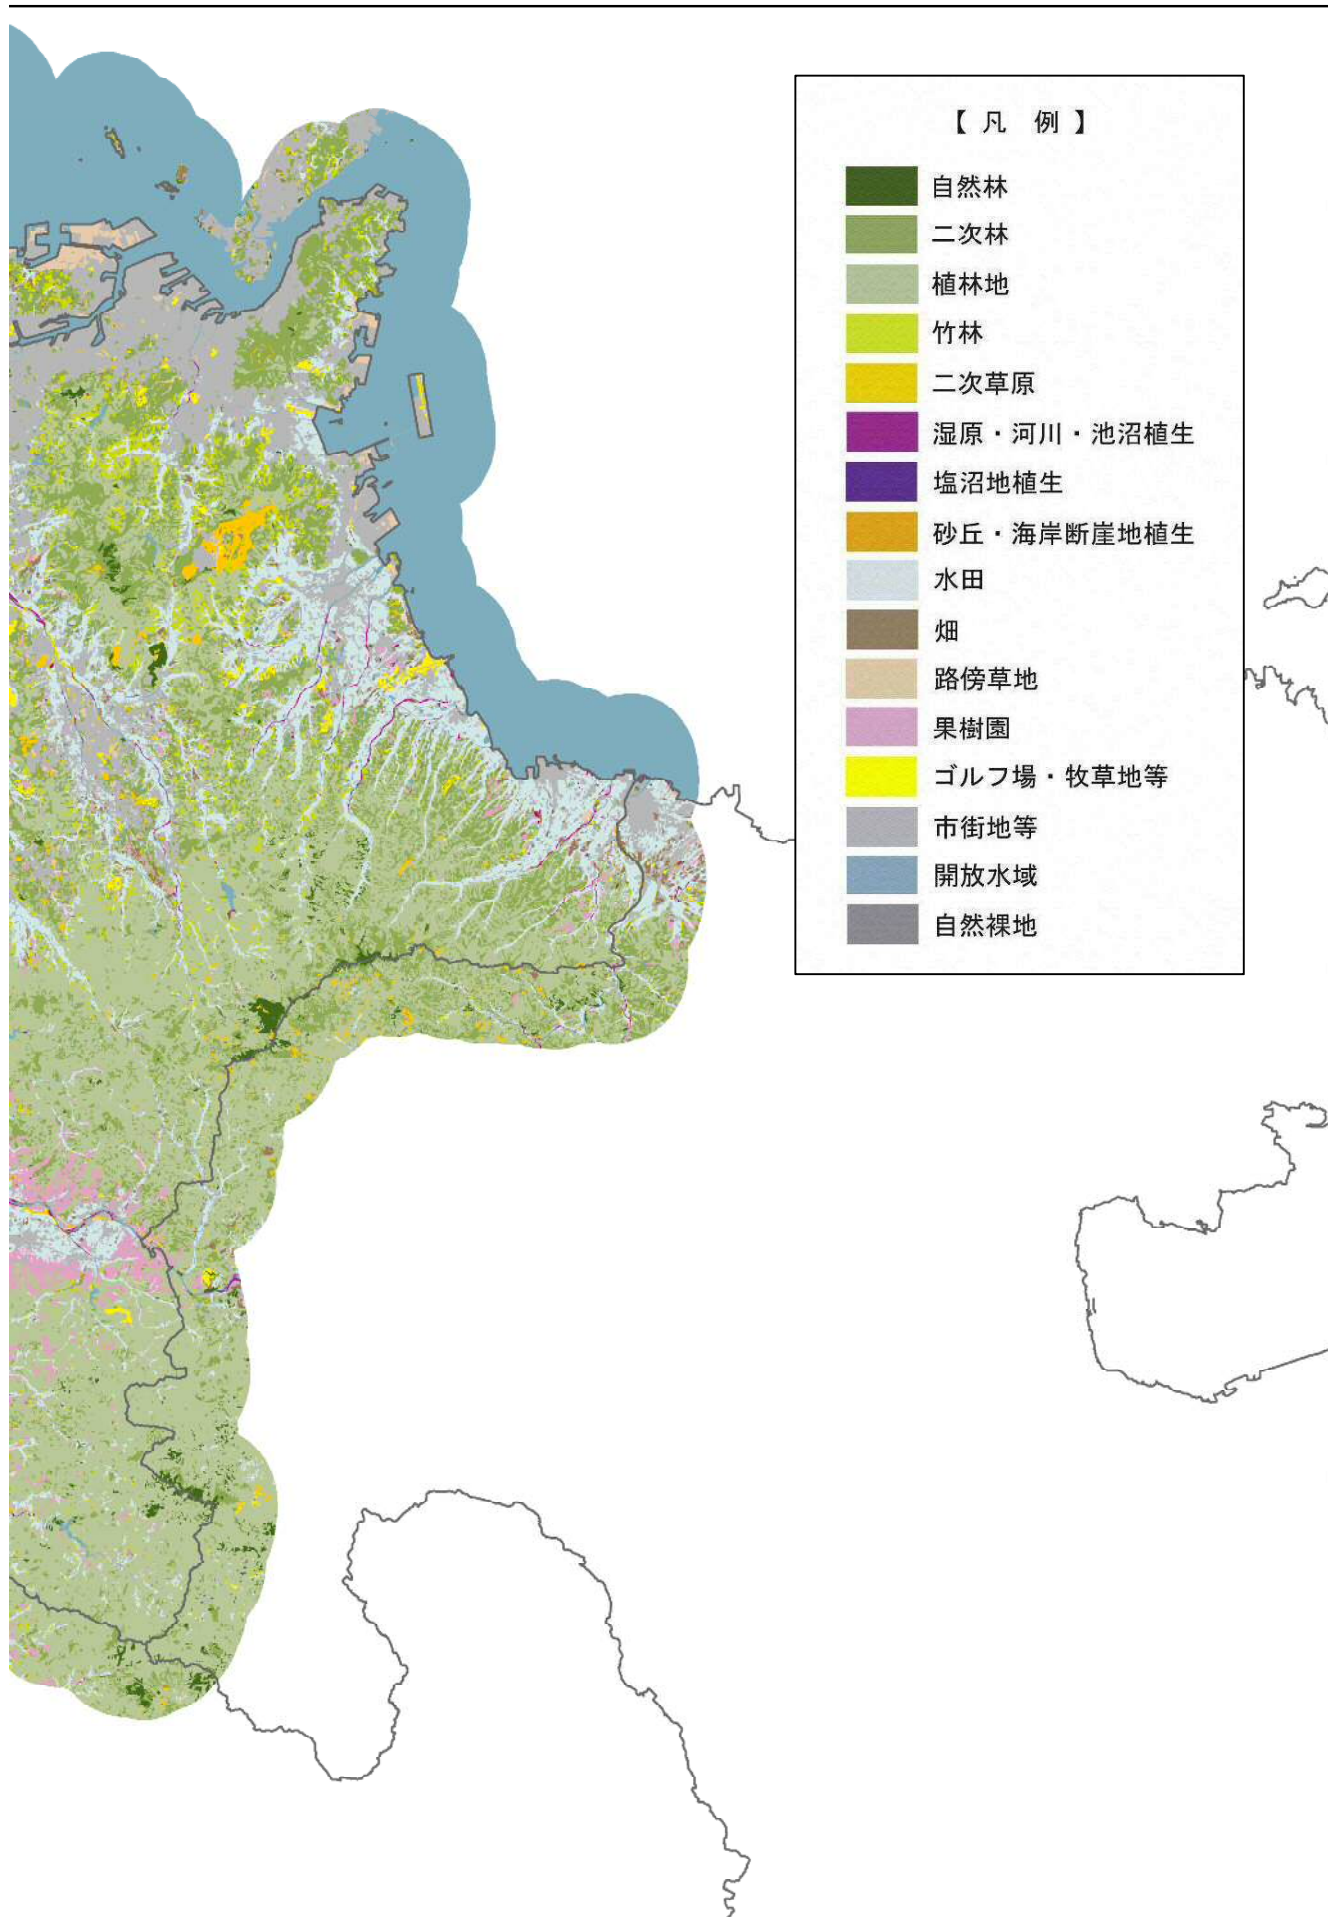 【 凡 例 】
自然林
二次林
植林地
竹林
二次草原
湿原・河川・池沼植生
塩沼地植生
砂丘・海岸断崖地植生
水田
畑
路傍草地
果樹園
ゴルフ場・牧草地等
市街地等
開放水域
自然裸地